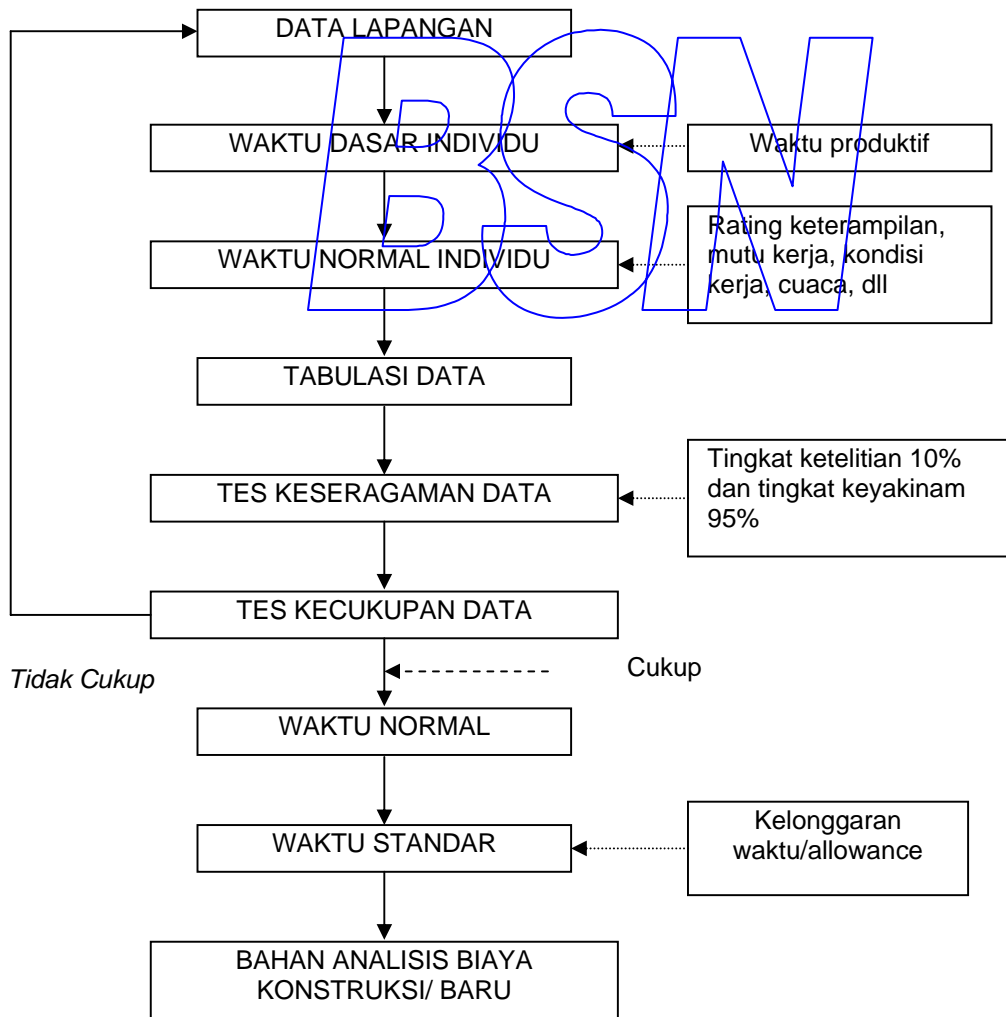 DATA LAPANGAN
BSN
WAKTU DASAR INDIVIDU
Waktu produktif
WAKTU NORMAL INDIVIDU
Rating keterampilan,
mutu kerja, kondisi
kerja, cuaca, dll
TABULASI DATA
TES KESERAGAMAN DATA
Tingkat ketelitian 10%
dan tingkat keyakinam
95%
TES KECUKUPAN DATA
Tidak Cukup
Cukup
WAKTU NORMAL
WAKTU STANDAR
Kelonggaran
waktu/allowance
BAHAN ANALISIS BIAYA
KONSTRUKSI/ BARU